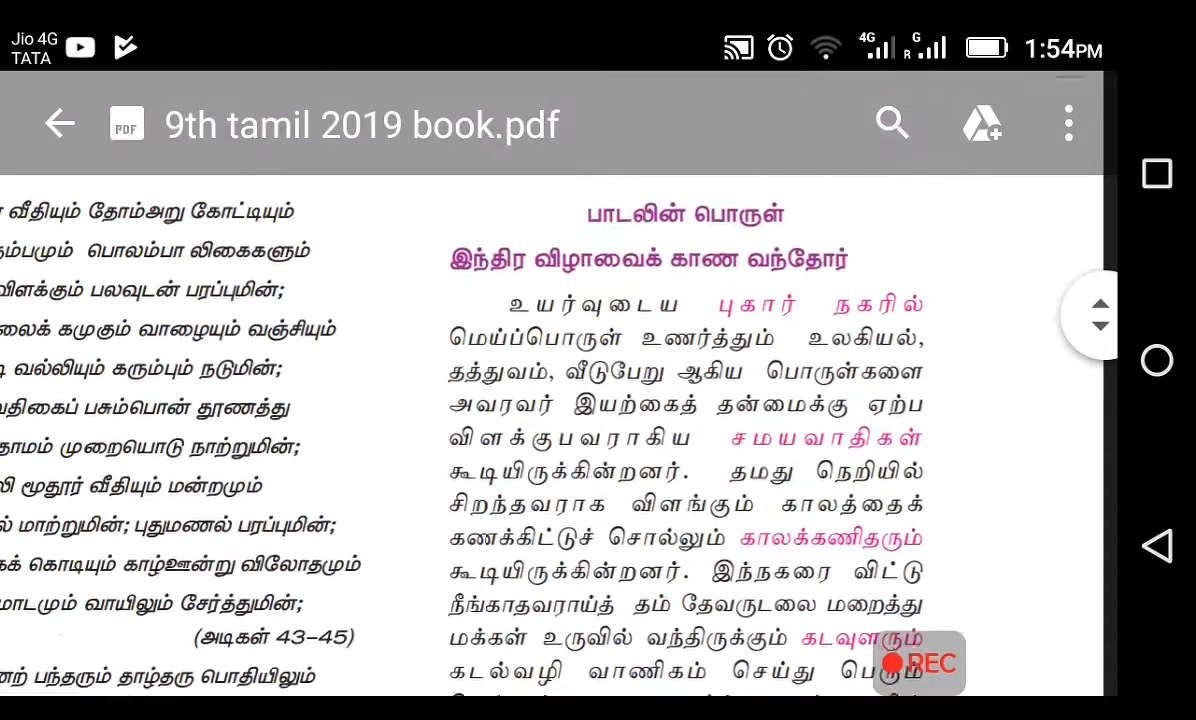 Jio 4G
TATA
4G
G
R
1:54PM
PDF
9th tamil 2019 book.pdf
வீதியும் தோம்அறு கோட்டியும்
பொலம்பா லிகைகளும்
விளக்கும் பலவுடன் பரப்புமின்;
கமுகும் வாழையும் வஞ்சியும்
வல்லியும் கரும்பும் நடுமின்;
பசும்பொன் தூணத்து
முறையொடு நாற்றுமின்;
மூதூர் வீதியும் மன்றமும்
மாற்றுமின்; புதுமணல் பரப்புமின்;
கொடியும் காழ்ஊன்று விலோதமும்
மாடமும் வாயிலும் சேர்த்துமின்;
(அடிகள் 43–45)
பந்தரும் தாழ்தரு பொதியிலும்
பாடலின் பொருள்
இந்திர விழாவைக் காண வந்தோர்
உயர்வுடைய புகார் நகரில்
மெய்ப்பொருள் உணர்த்தும் உலகியல்,
தத்துவம், வீடுபேறு ஆகிய பொருள்களை
அவரவர் இயற்கைத் தன்மைக்கு ஏற்ப
விளக்குபவராகிய சமயவாதிகள்
கூடியிருக்கின்றனர். தமது நெறியில்
சிறந்தவராக விளங்கும் காலத்தைக்
கணக்கிட்டுச் சொல்லும் காலக்கணிதரும்
கூடியிருக்கின்றனர். இந்நகரை விட்டு
நீங்காதவராய்த் தம் தேவருடலை மறைத்து
மக்கள் உருவில் வந்திருக்கும் கடவுளரும்
கடல்வழி வாணிகம் செய்து பெரும்
REC